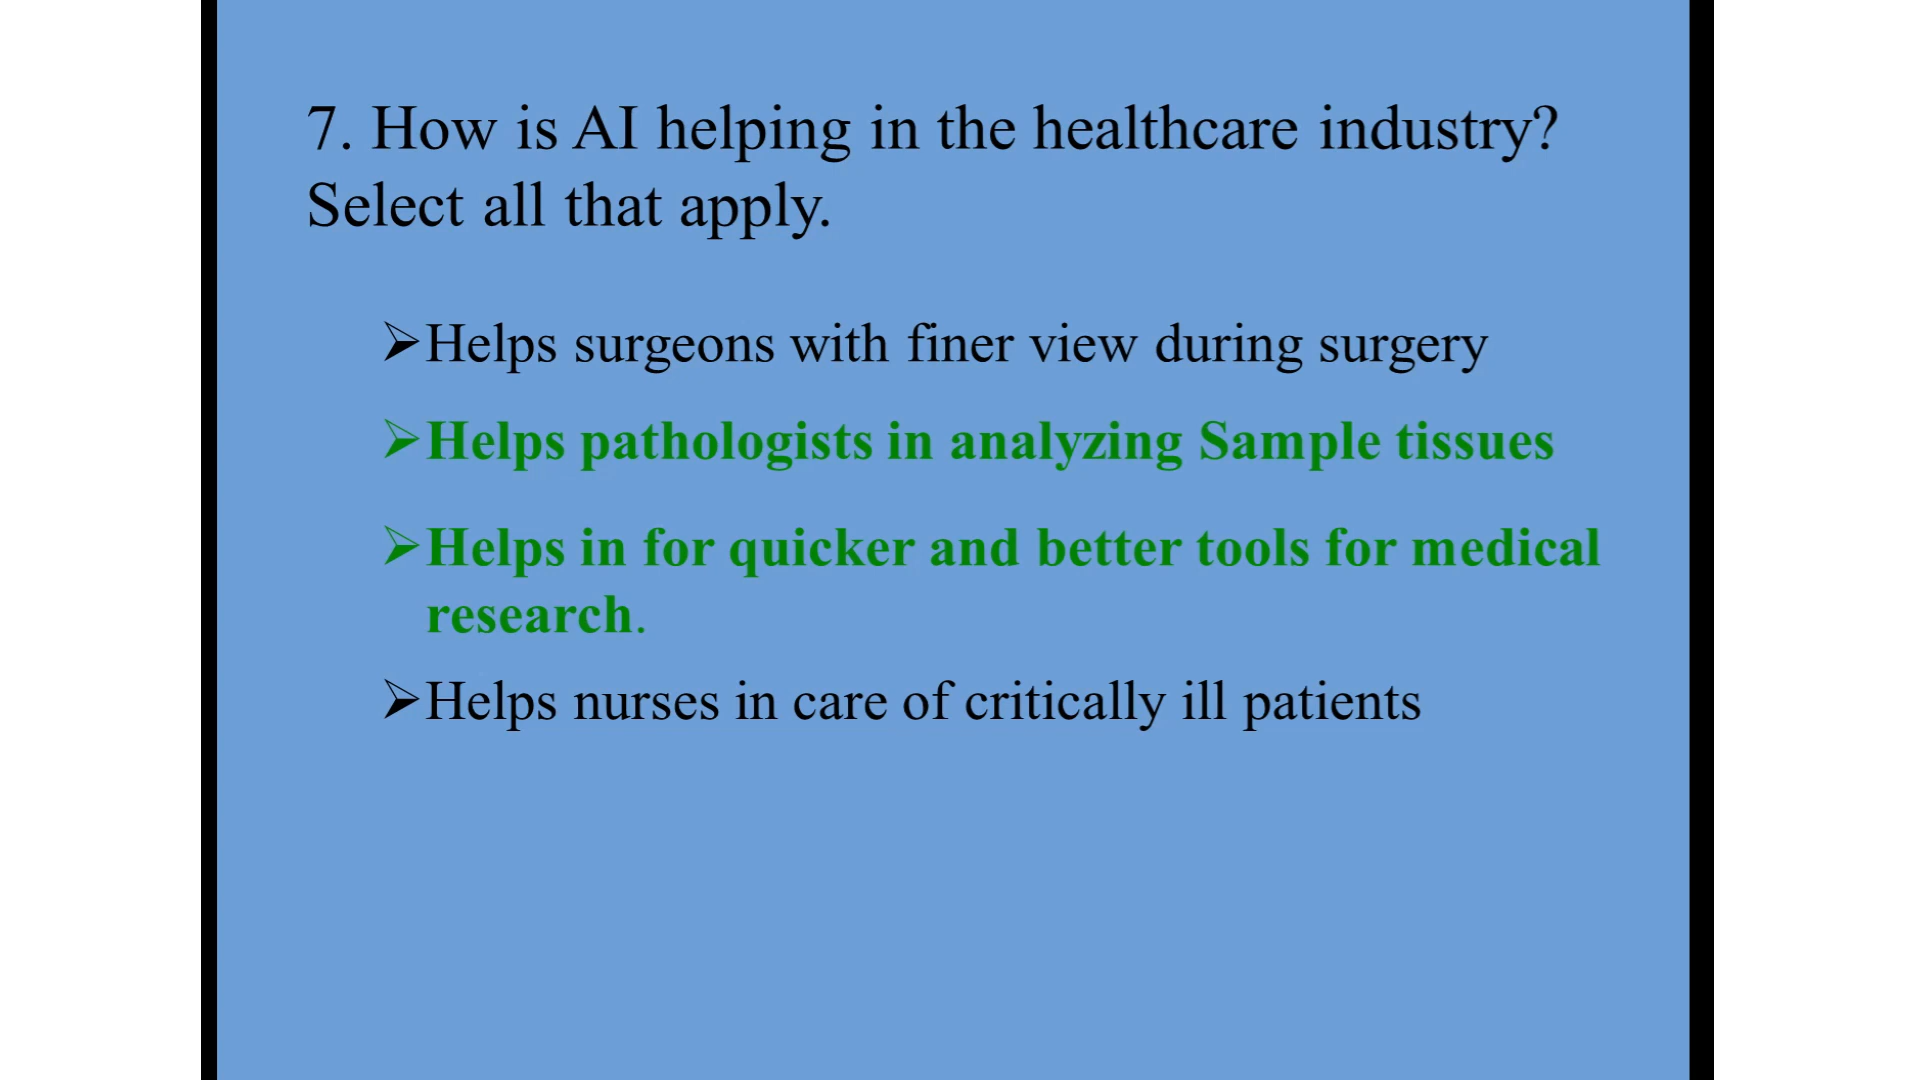 7. How is AI helping in the healthcare industry?
Select all that apply.
➢Helps surgeons with finer view during surgery
➢Helps pathologists in analyzing Sample tissues
➢Helps in for quicker and better tools for medical
research.
➢Helps nurses in care of critically ill patients